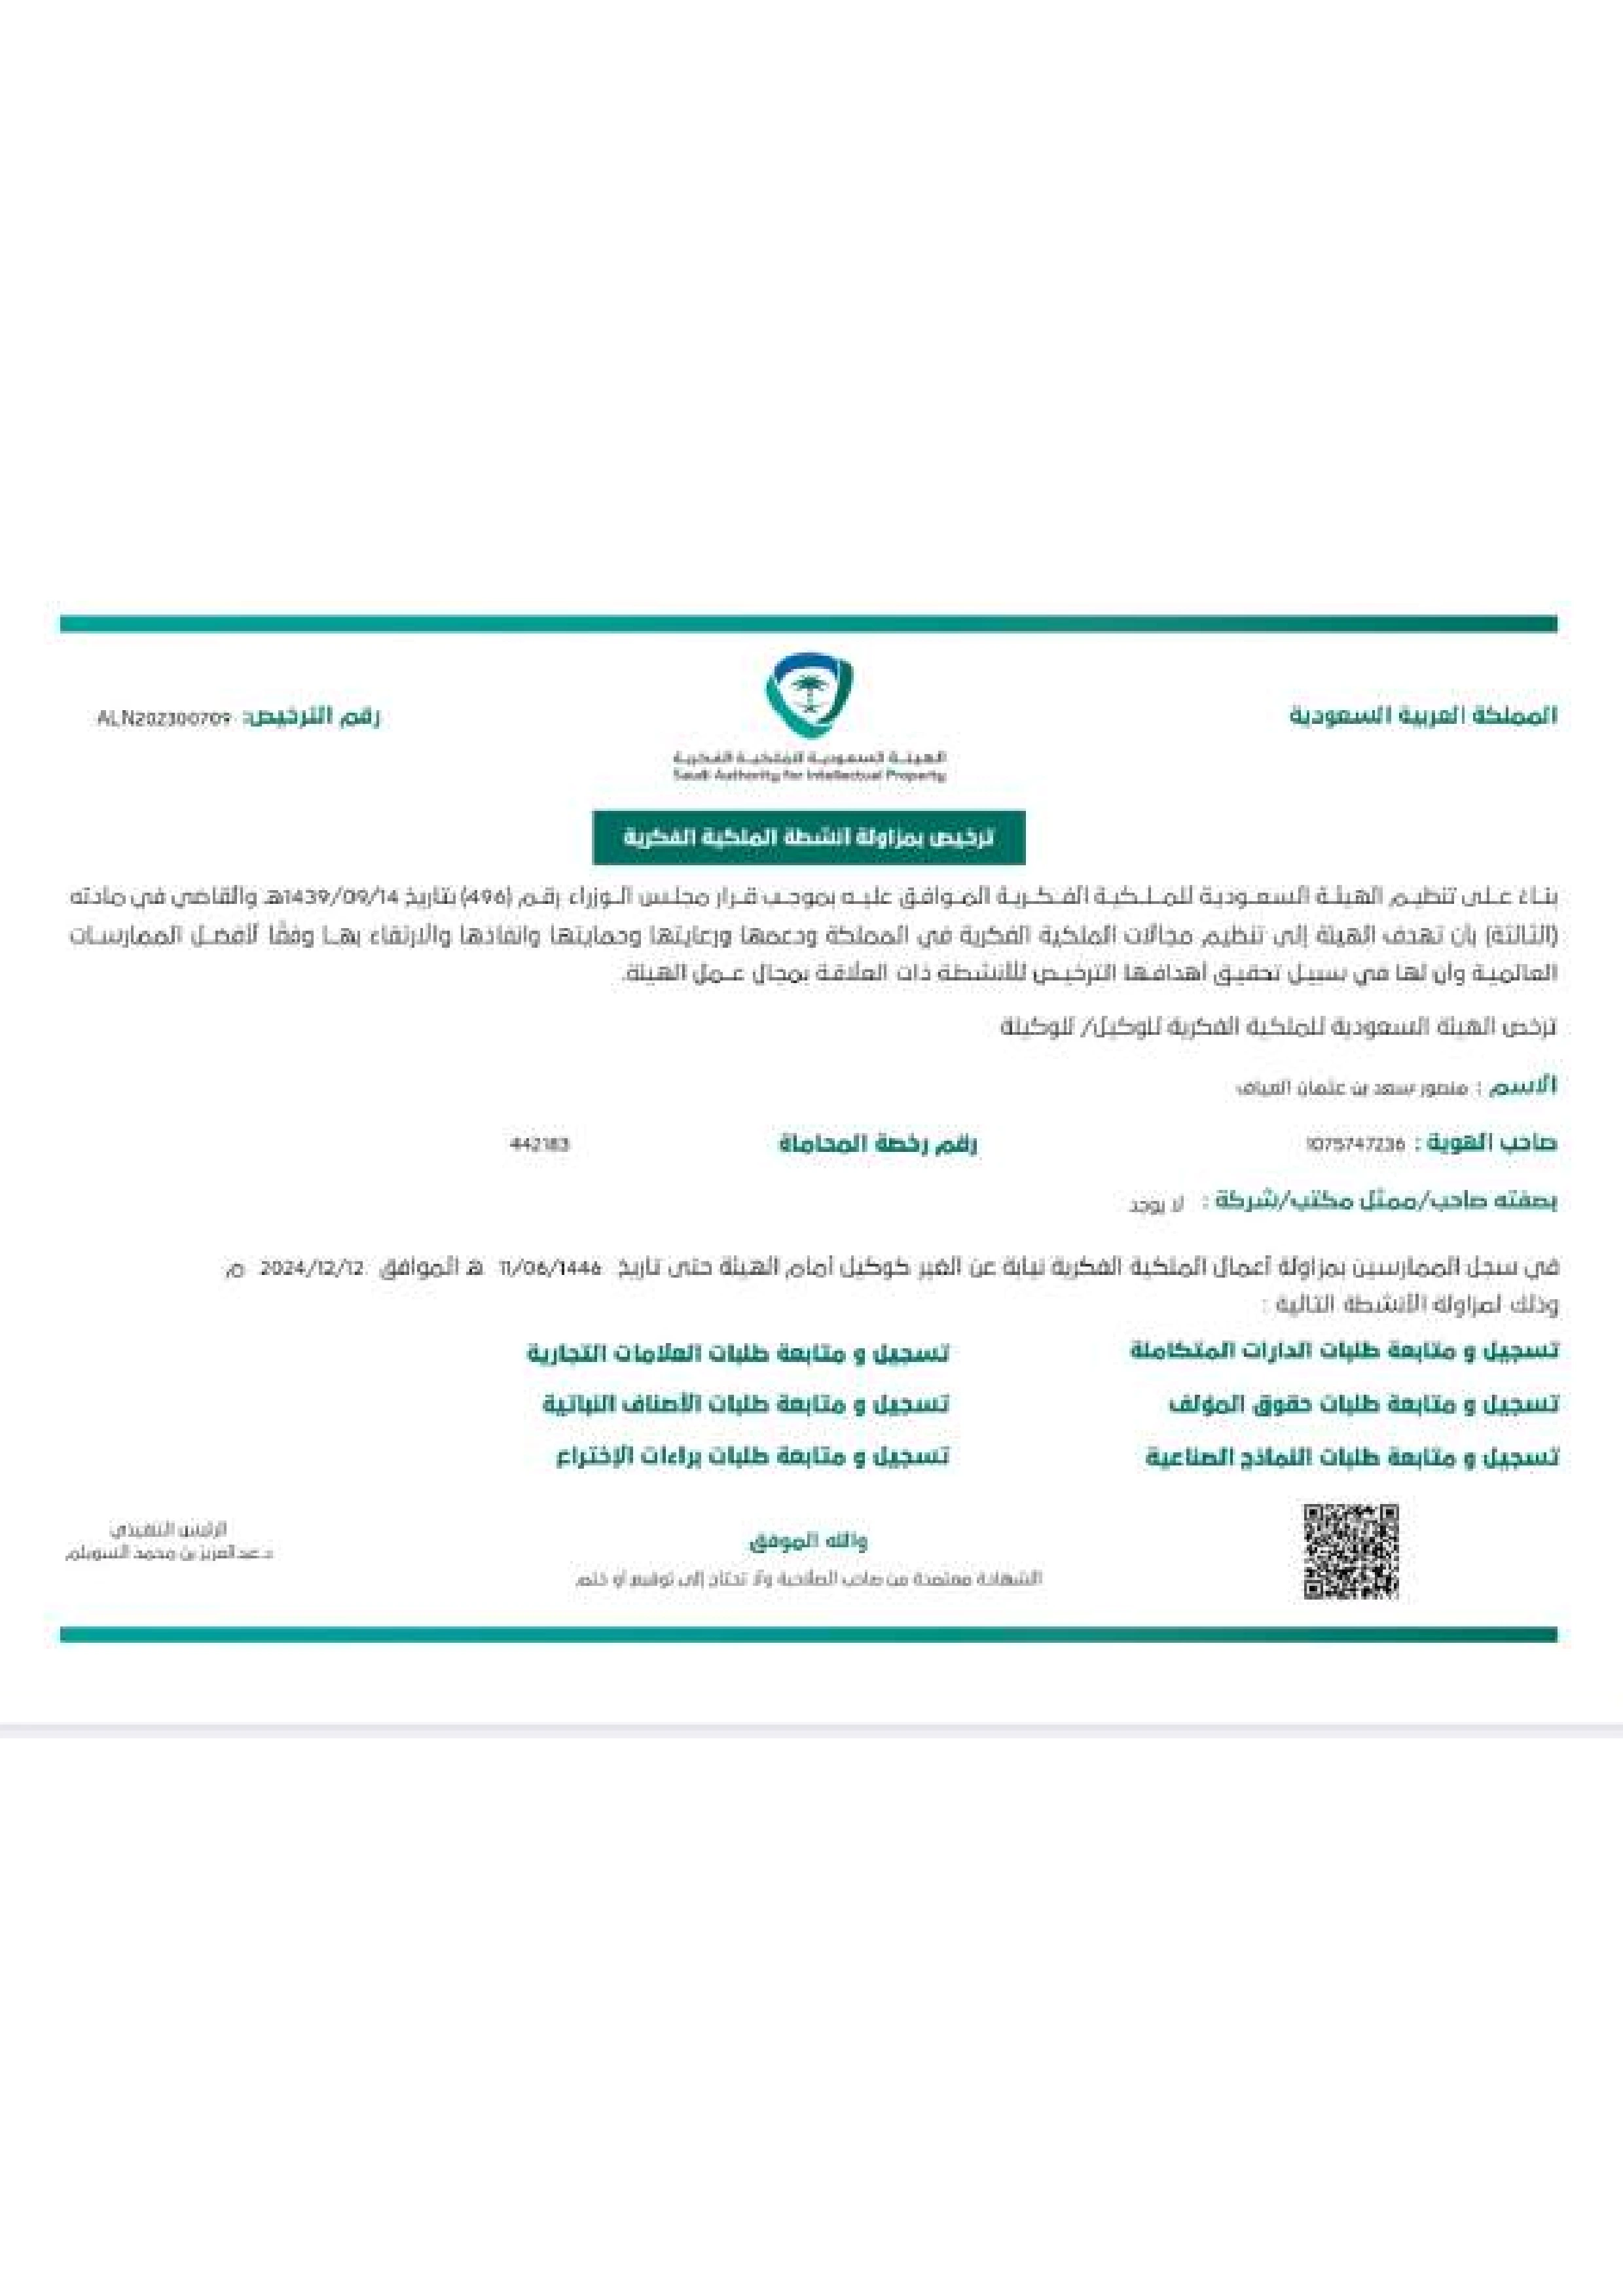 المملكة العربية السعودية
رقم الترخيص: ALN202300709
الهيئة السعودية للملكية الفكرية
Saudi Authority for Intellectual Property
ترخيص بمزاولة أنشطة الملكية الفكرية
بناءً على تنظيم الهيئة السعودية للملكية الفكرية الموافق عليه بموجب قرار مجلس الوزراء رقم (496) بتاريخ 1439/09/14هـ والقاضي في مادته
(الثالثة) بأن تهدف الهيئة إلى تنظيم مجالات الملكية الفكرية في المملكة ودعمها ورعايتها وحمايتها وانفاذها والارتقاء بها وفقًا لأفضل الممارسات
العالمية وأن لها في سبيل تحقيق أهدافها الترخيص للأنشطة ذات العلاقة بمجال عمل الهيئة.
ترخص الهيئة السعودية للملكية الفكرية للوكيل/ للوكيلة
الاسم : منصور سعد بن عثمان العياف
صاحب الهوية : 1075747236 رقم رخصة المحاماة 442183
بصفته صاحب/ممثل مكتب/شركة : لا يوجد
في سجل الممارسين بمزاولة أعمال الملكية الفكرية نيابة عن الغير كوكيل أمام الهيئة حتى تاريخ 11/06/1446 هـ الموافق 2024/12/12 م
وذلك لمزاولة الأنشطة التالية :
تسجيل و متابعة طلبات الدارات المتكاملة تسجيل و متابعة طلبات العلامات التجارية
تسجيل و متابعة طلبات حقوق المؤلف تسجيل و متابعة طلبات الأصناف النباتية
تسجيل و متابعة طلبات النماذج الصناعية تسجيل و متابعة طلبات براءات الإختراع
والله الموفق
الشهادة معتمدة من صاحب الصلاحية ولا تحتاج إلى توقيع أو ختم
الرئيس التنفيذي
د.عبدالعزيز بن محمد السويلم